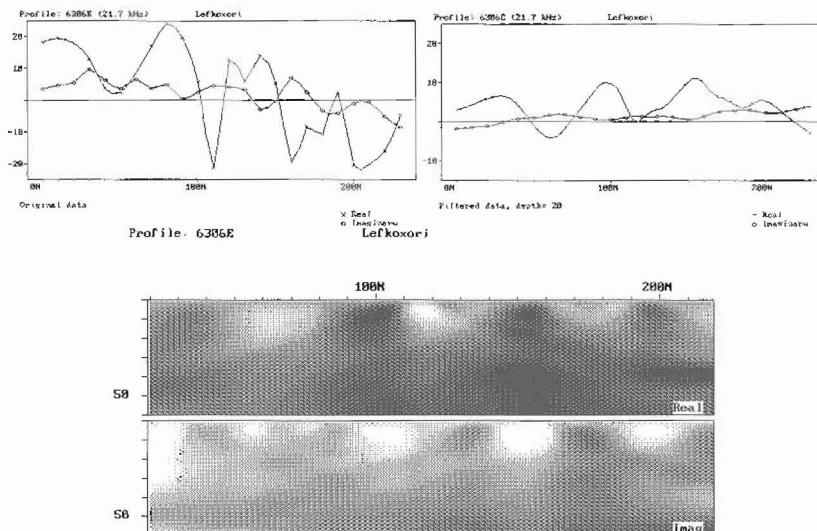 Profile: 6306E (21.7 kHz) Lefkoxori
20
10
-10
-20
0N 100N 200N
Original data
x Real
o Imaginary
Profile: 6306E (21.7 kHz) Lefkoxori
20
10
-10
0N 100N 200N
Filtered data, depth= 20
- Real
o Imaginary
Profile: 6306E Lefkoxori
100N 200N
50
Real
50
Imag